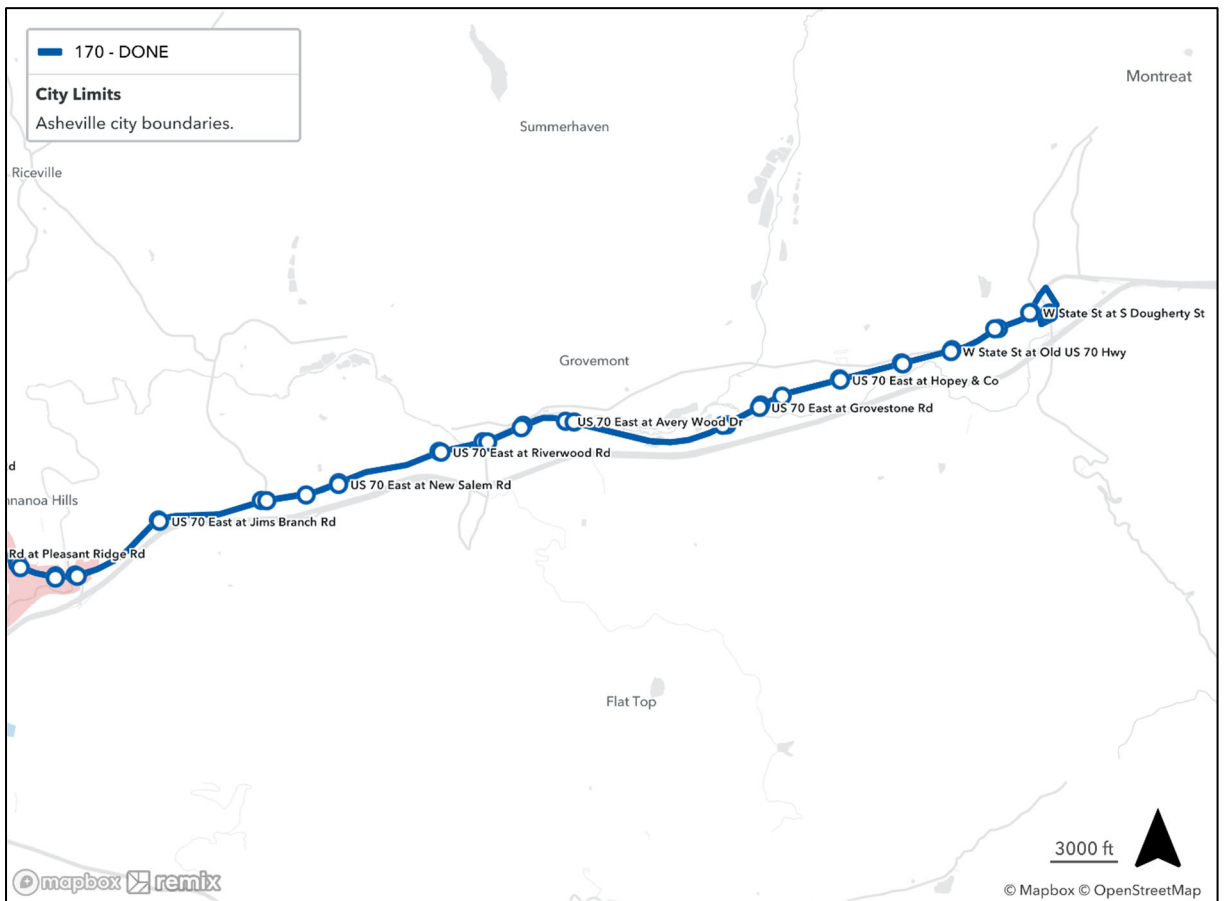 170 - DONE
City Limits
Asheville city boundaries.
Montreat
Summerhaven
Riceville
W State St at S Dougherty St
W State St at Old US 70 Hwy
Grovemont
US 70 East at Hopey & Co
US 70 East at Grovestone Rd
US 70 East at Avery Wood Dr
US 70 East at Riverwood Rd
d
US 70 East at New Salem Rd
nnanoa Hills
US 70 East at Jims Branch Rd
Rd at Pleasant Ridge Rd
Flat Top
3000 ft
mapbox remix
© Mapbox © OpenStreetMap